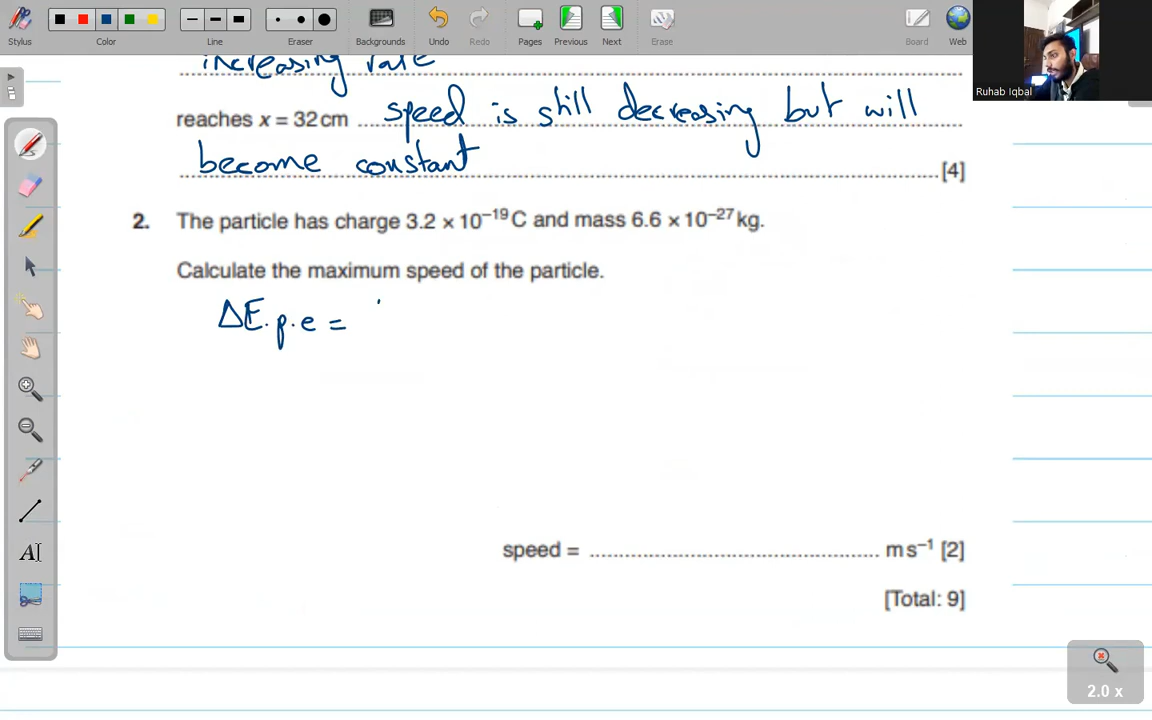 Stylus
Color
Line
Eraser
Backgrounds
Undo
Redo
Pages
Previous
Next
Erase
Board
Web
Ruhab Iqbal
increasing rate
reaches x = 32 cm speed is still decreasing but will
become constant [4]
2. The particle has charge 3.2 × 10⁻¹⁹ C and mass 6.6 × 10⁻²⁷ kg.
Calculate the maximum speed of the particle.
ΔE.p.e =
speed = ........................................................ m s⁻¹ [2]
[Total: 9]
A
2.0 x